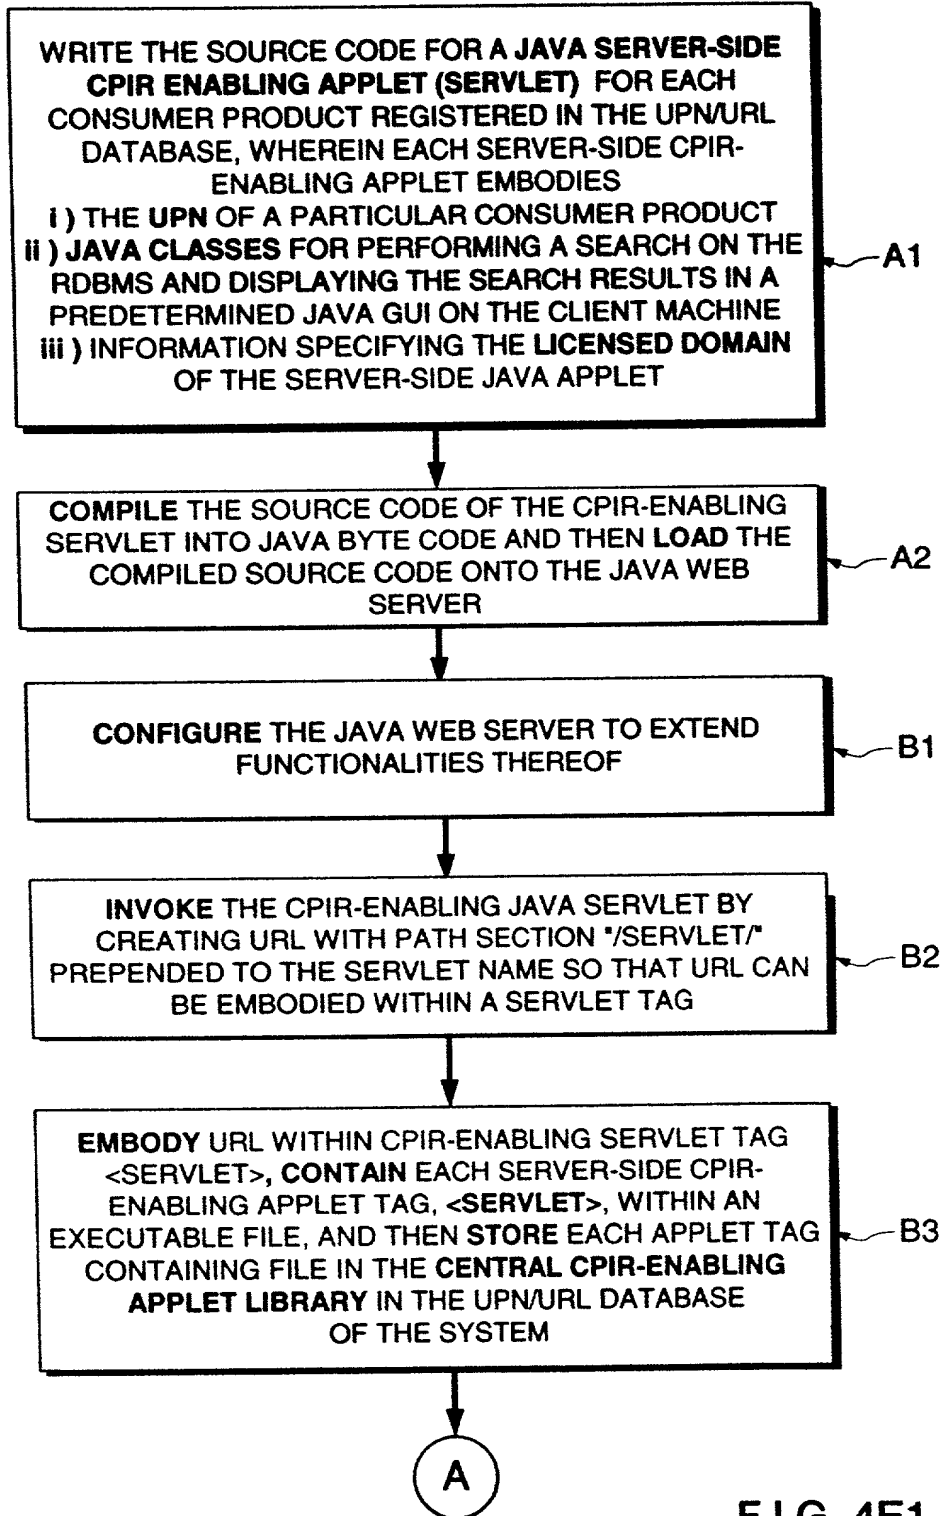 WRITE THE SOURCE CODE FOR A JAVA SERVER-SIDE
CPIR ENABLING APPLET (SERVLET) FOR EACH
CONSUMER PRODUCT REGISTERED IN THE UPN/URL
DATABASE, WHEREIN EACH SERVER-SIDE CPIR-
ENABLING APPLET EMBODIES
i ) THE UPN OF A PARTICULAR CONSUMER PRODUCT
ii ) JAVA CLASSES FOR PERFORMING A SEARCH ON THE
RDBMS AND DISPLAYING THE SEARCH RESULTS IN A
PREDETERMINED JAVA GUI ON THE CLIENT MACHINE
iii ) INFORMATION SPECIFYING THE LICENSED DOMAIN
OF THE SERVER-SIDE JAVA APPLET
A1
COMPILE THE SOURCE CODE OF THE CPIR-ENABLING
SERVLET INTO JAVA BYTE CODE AND THEN LOAD THE
COMPILED SOURCE CODE ONTO THE JAVA WEB
SERVER
A2
CONFIGURE THE JAVA WEB SERVER TO EXTEND
FUNCTIONALITIES THEREOF
B1
INVOKE THE CPIR-ENABLING JAVA SERVLET BY
CREATING URL WITH PATH SECTION "/SERVLET/"
PREPENDED TO THE SERVLET NAME SO THAT URL CAN
BE EMBODIED WITHIN A SERVLET TAG
B2
EMBODY URL WITHIN CPIR-ENABLING SERVLET TAG
<SERVLET>, CONTAIN EACH SERVER-SIDE CPIR-
ENABLING APPLET TAG, <SERVLET>, WITHIN AN
EXECUTABLE FILE, AND THEN STORE EACH APPLET TAG
CONTAINING FILE IN THE CENTRAL CPIR-ENABLING
APPLET LIBRARY IN THE UPN/URL DATABASE
OF THE SYSTEM
B3
A
FIG. 4E1